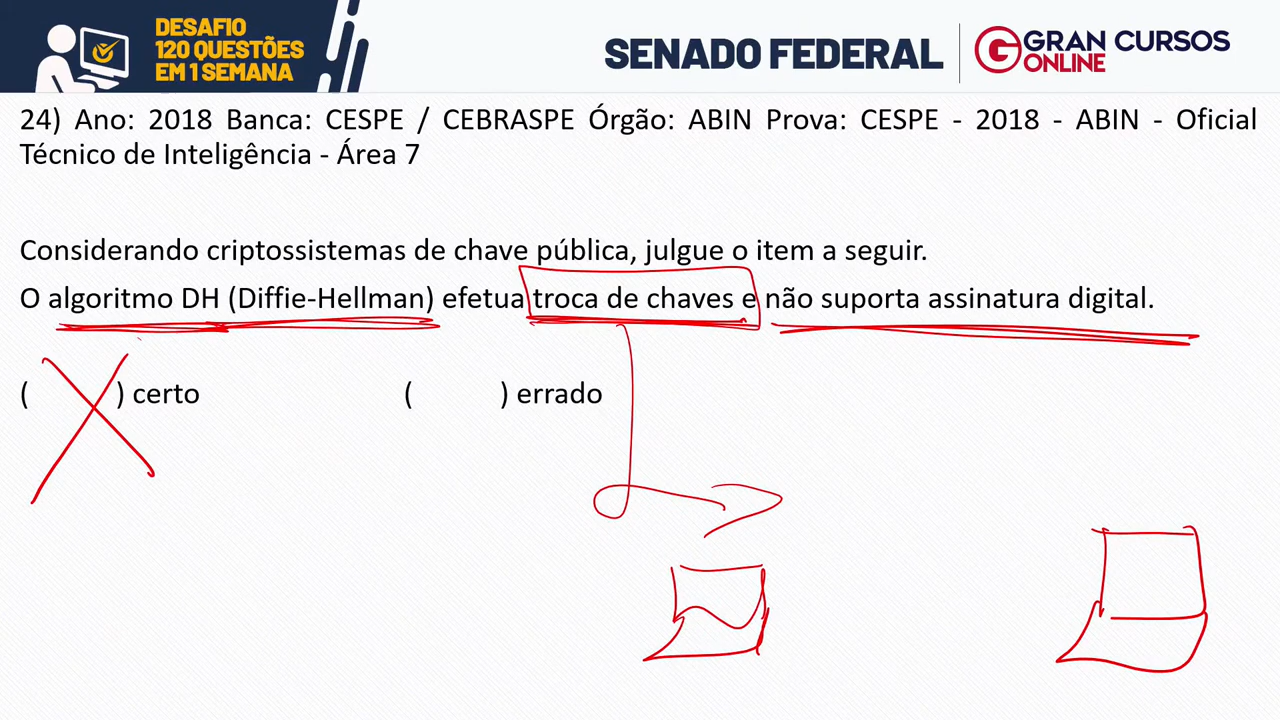 DESAFIO
120 QUESTÕES
EM 1 SEMANA
SENADO FEDERAL
GRAN CURSOS
ONLINE
24) Ano: 2018 Banca: CESPE / CEBRASPE Órgão: ABIN Prova: CESPE - 2018 - ABIN - Oficial
Técnico de Inteligência - Área 7
Considerando criptossistemas de chave pública, julgue o item a seguir.
O algoritmo DH (Diffie-Hellman) efetua troca de chaves e não suporta assinatura digital.
( X ) certo ( ) errado